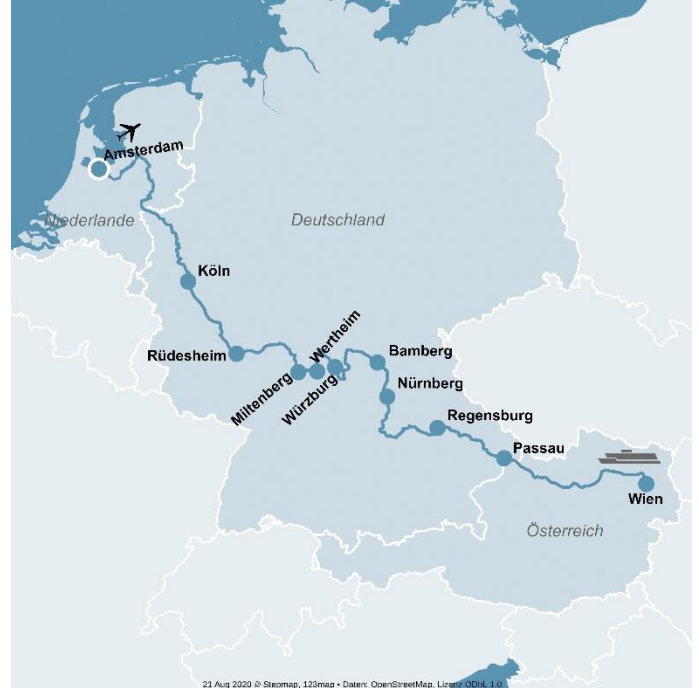 Amsterdam
Niederlande
Deutschland
Köln
Rüdesheim
Miltenberg
Wertheim
Würzburg
Bamberg
Nürnberg
Regensburg
Passau
Wien
Österreich
21 Aug 2020 © Stepmap, 123map • Daten: OpenStreetMap, Lizenz ODbL 1.0